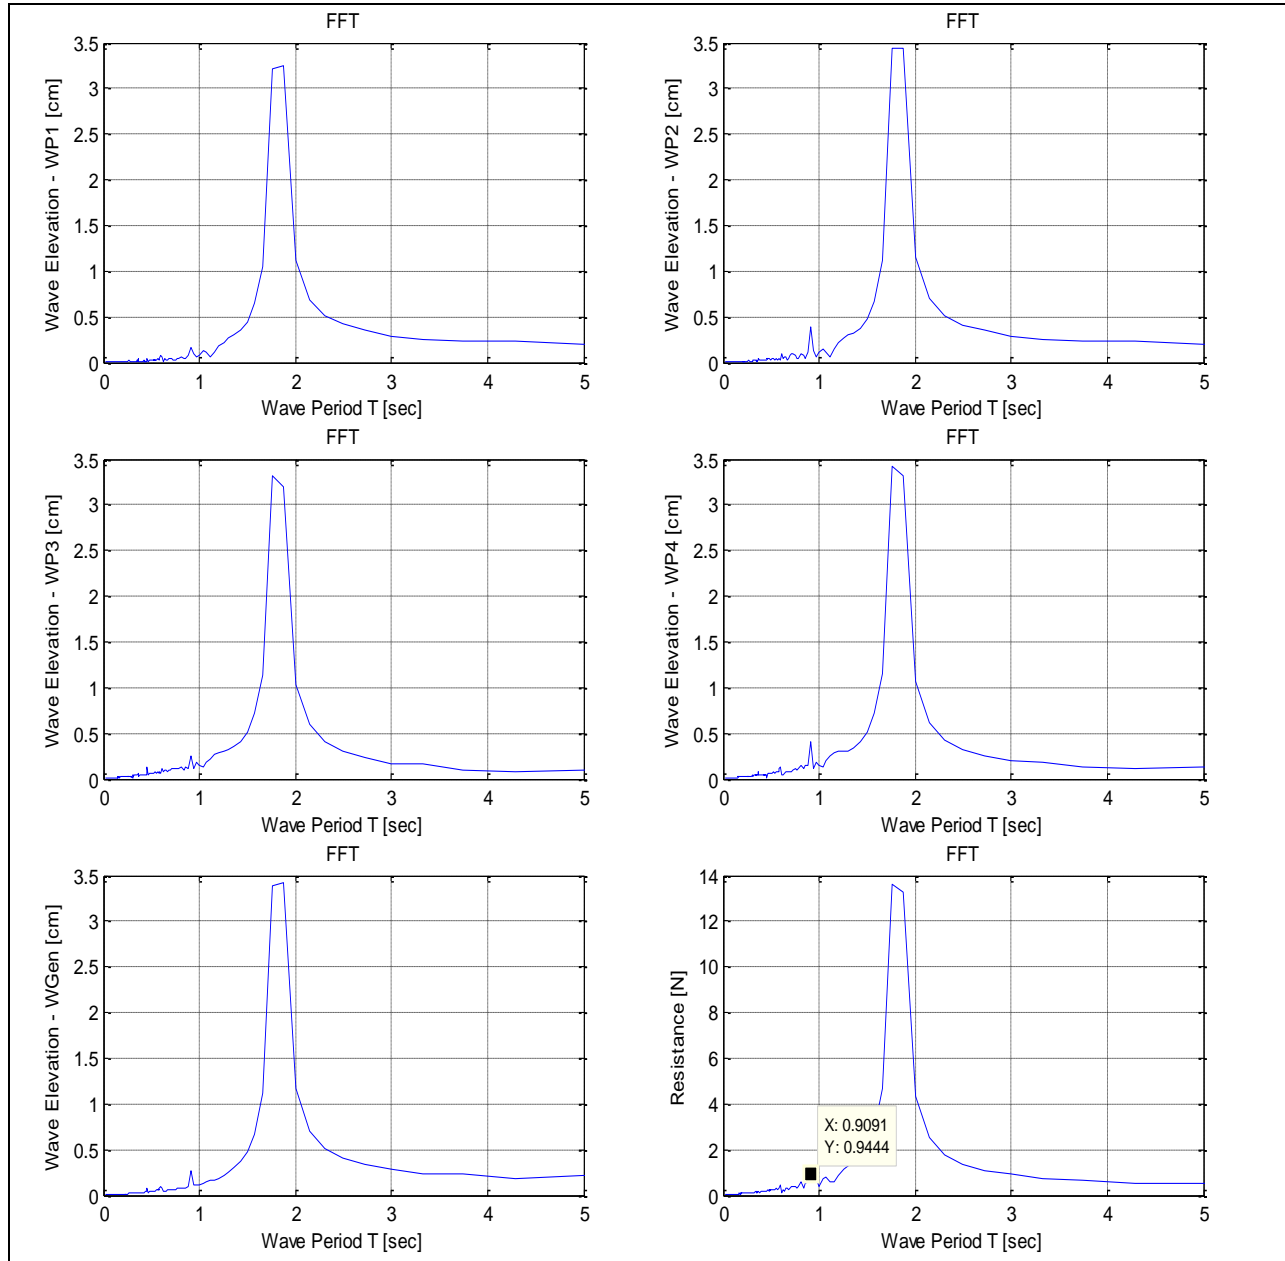 FFT
3.5
3
2.5
2
1.5
1
0.5
0
0 1 2 3 4 5
Wave Elevation - WP1 [cm]
Wave Period T [sec]
FFT
3.5
3
2.5
2
1.5
1
0.5
0
0 1 2 3 4 5
Wave Elevation - WP2 [cm]
Wave Period T [sec]
FFT
3.5
3
2.5
2
1.5
1
0.5
0
0 1 2 3 4 5
Wave Elevation - WP3 [cm]
Wave Period T [sec]
FFT
3.5
3
2.5
2
1.5
1
0.5
0
0 1 2 3 4 5
Wave Elevation - WP4 [cm]
Wave Period T [sec]
FFT
3.5
3
2.5
2
1.5
1
0.5
0
0 1 2 3 4 5
Wave Elevation - WGen [cm]
Wave Period T [sec]
FFT
14
12
10
8
6
4
2
0
0 1 2 3 4 5
Resistance [N]
X: 0.9091
Y: 0.9444
Wave Period T [sec]